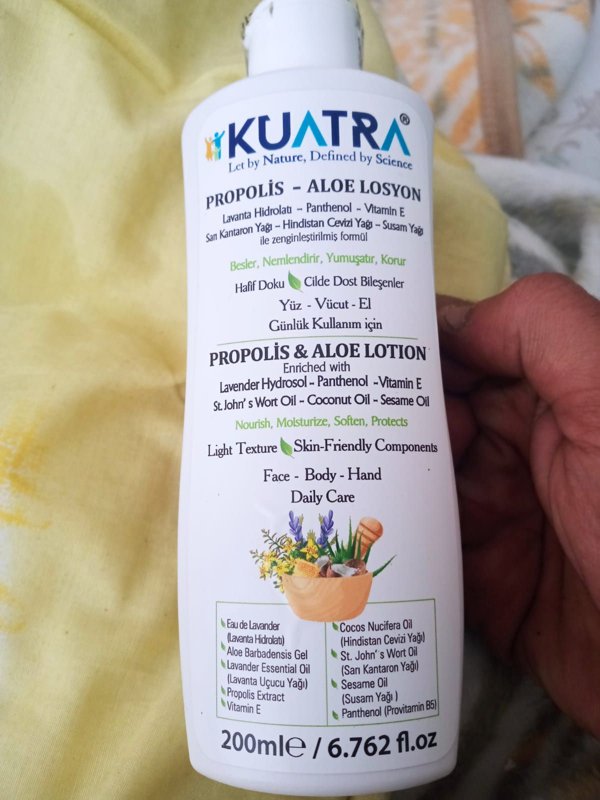 KUATRA®
Let by Nature, Defined by Science
PROPOLİS - ALOE LOSYON
Lavanta Hidrolatı - Panthenol - Vitamin E
Sarı Kantaron Yağı - Hindistan Cevizi Yağı - Susam Yağı
ile zenginleştirilmiş formül
Besler, Nemlendirir, Yumuşatır, Korur
Hafif Doku Cilde Dost Bileşenler
Yüz - Vücut - El
Günlük Kullanım için
PROPOLIS & ALOE LOTION
Enriched with
Lavender Hydrosol - Panthenol - Vitamin E
St. John's Wort Oil - Coconut Oil - Sesame Oil
Nourish, Moisturize, Soften, Protects
Light Texture Skin-Friendly Components
Face - Body - Hand
Daily Care
Eau de Lavander
(Lavanta Hidrolatı)
Aloe Barbadensis Gel
Lavander Essential Oil
(Lavanta Uçucu Yağı)
Propolis Extract
Vitamin E
Cocos Nucifera Oil
(Hindistan Cevizi Yağı)
St. John's Wort Oil
(Sarı Kantaron Yağı)
Sesame Oil
(Susam Yağı )
Panthenol (Provitamin B5)
200ml℮ / 6.762 fl.oz